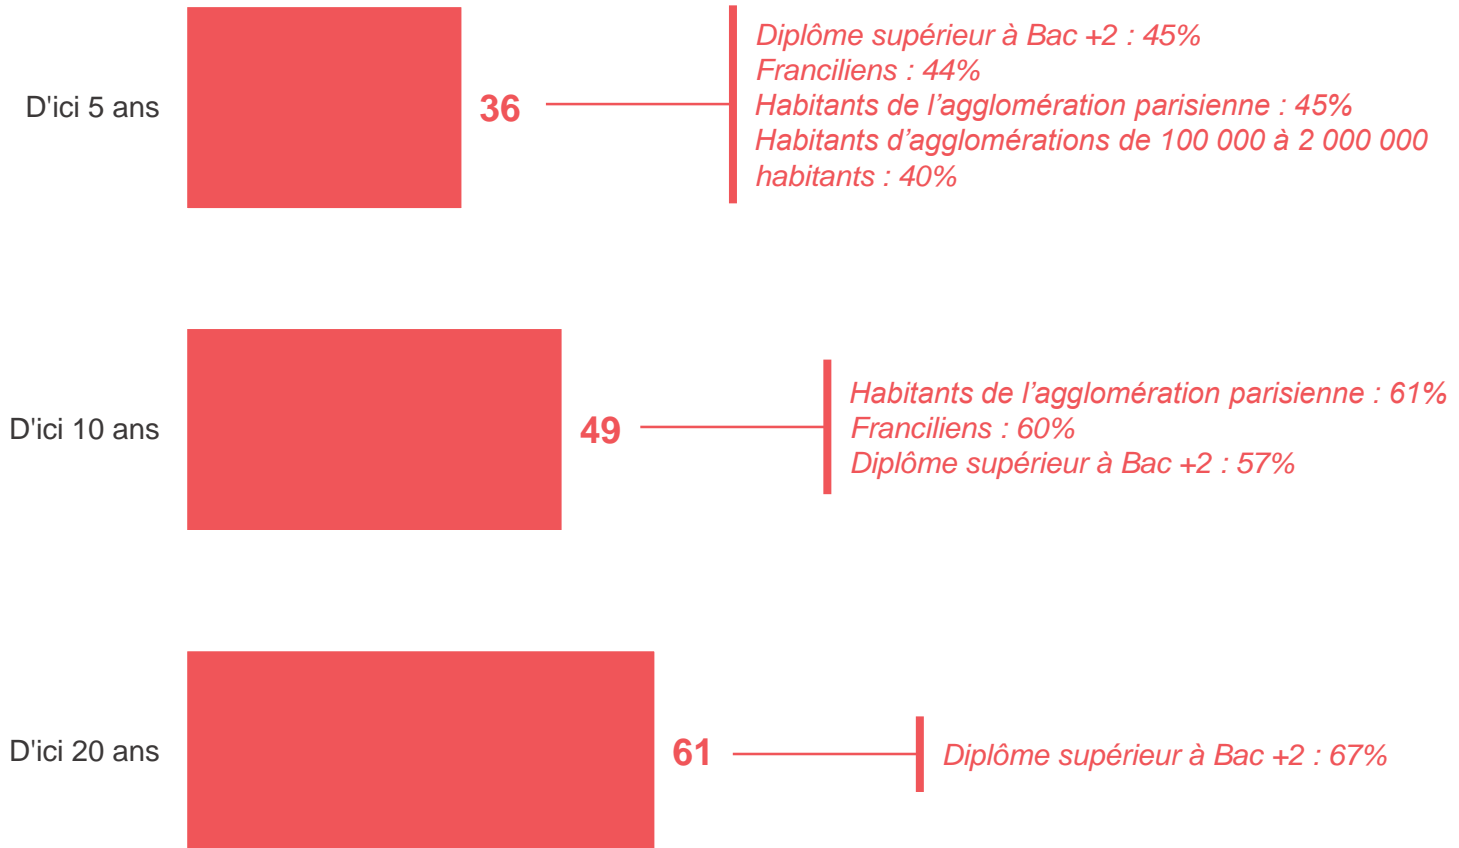 D'ici 5 ans
36
Diplôme supérieur à Bac +2 : 45%
Franciliens : 44%
Habitants de l’agglomération parisienne : 45%
Habitants d’agglomérations de 100 000 à 2 000 000
habitants : 40%
D'ici 10 ans
49
Habitants de l’agglomération parisienne : 61%
Franciliens : 60%
Diplôme supérieur à Bac +2 : 57%
D'ici 20 ans
61
Diplôme supérieur à Bac +2 : 67%